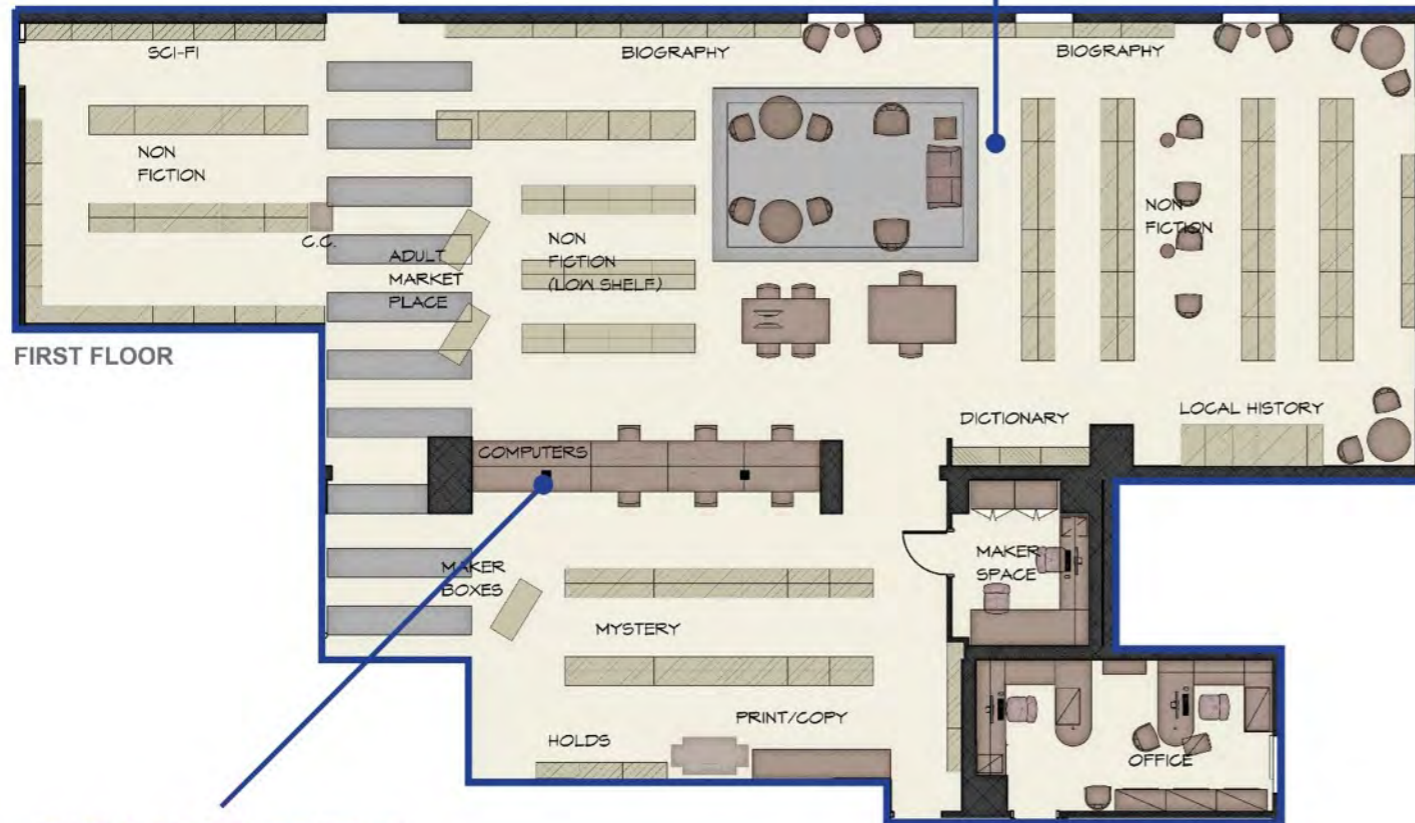 SCI-FI
BIOGRAPHY
BIOGRAPHY
NON
FICTION
C.C.
ADULT
MARKET
PLACE
NON
FICTION
(LOW SHELF)
NON
FICTION
FIRST FLOOR
DICTIONARY
LOCAL HISTORY
COMPUTERS
MAKER
SPACE
MAKER
BOXES
MYSTERY
PRINT/COPY
HOLDS
OFFICE